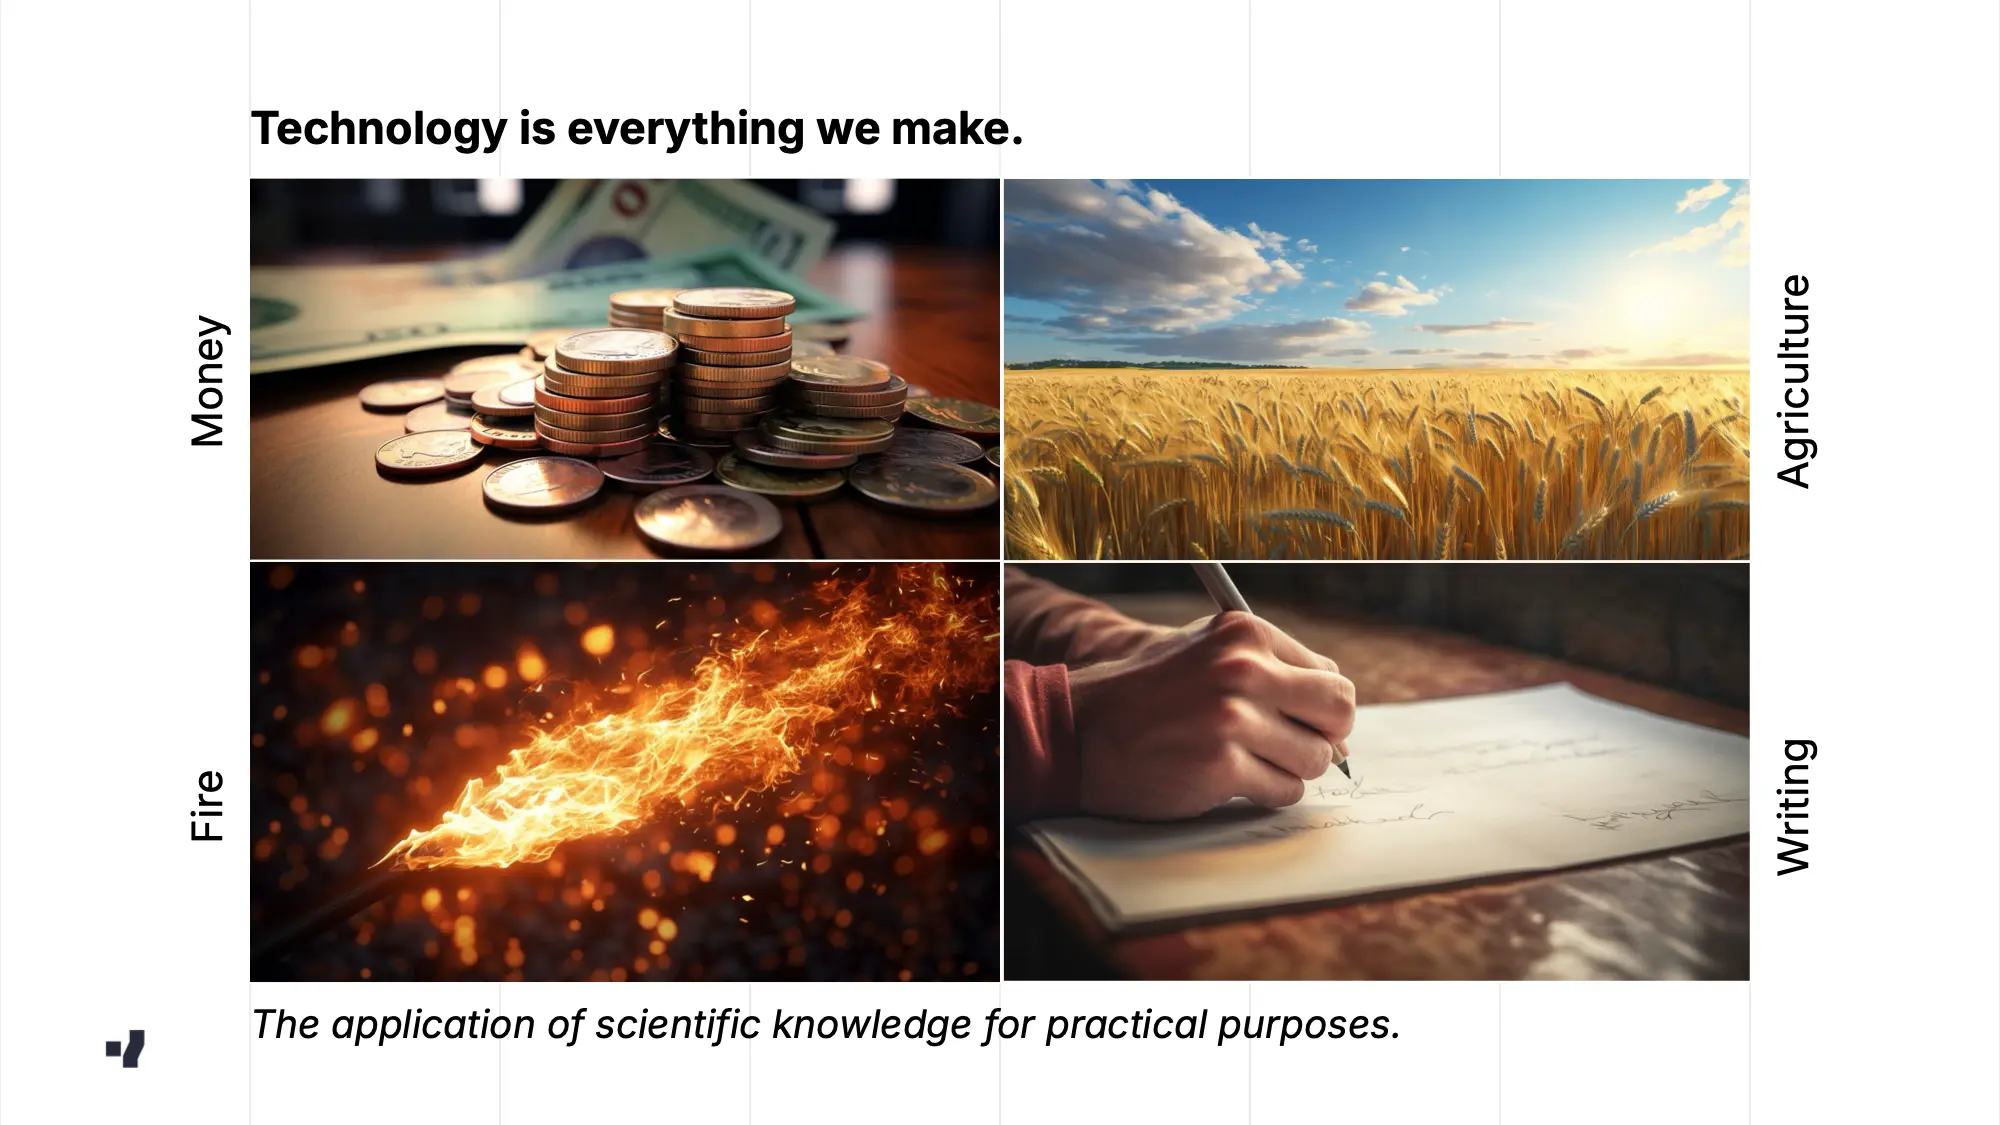 Technology is everything we make.
Money
Agriculture
Fire
Writing
The application of scientific knowledge for practical purposes.